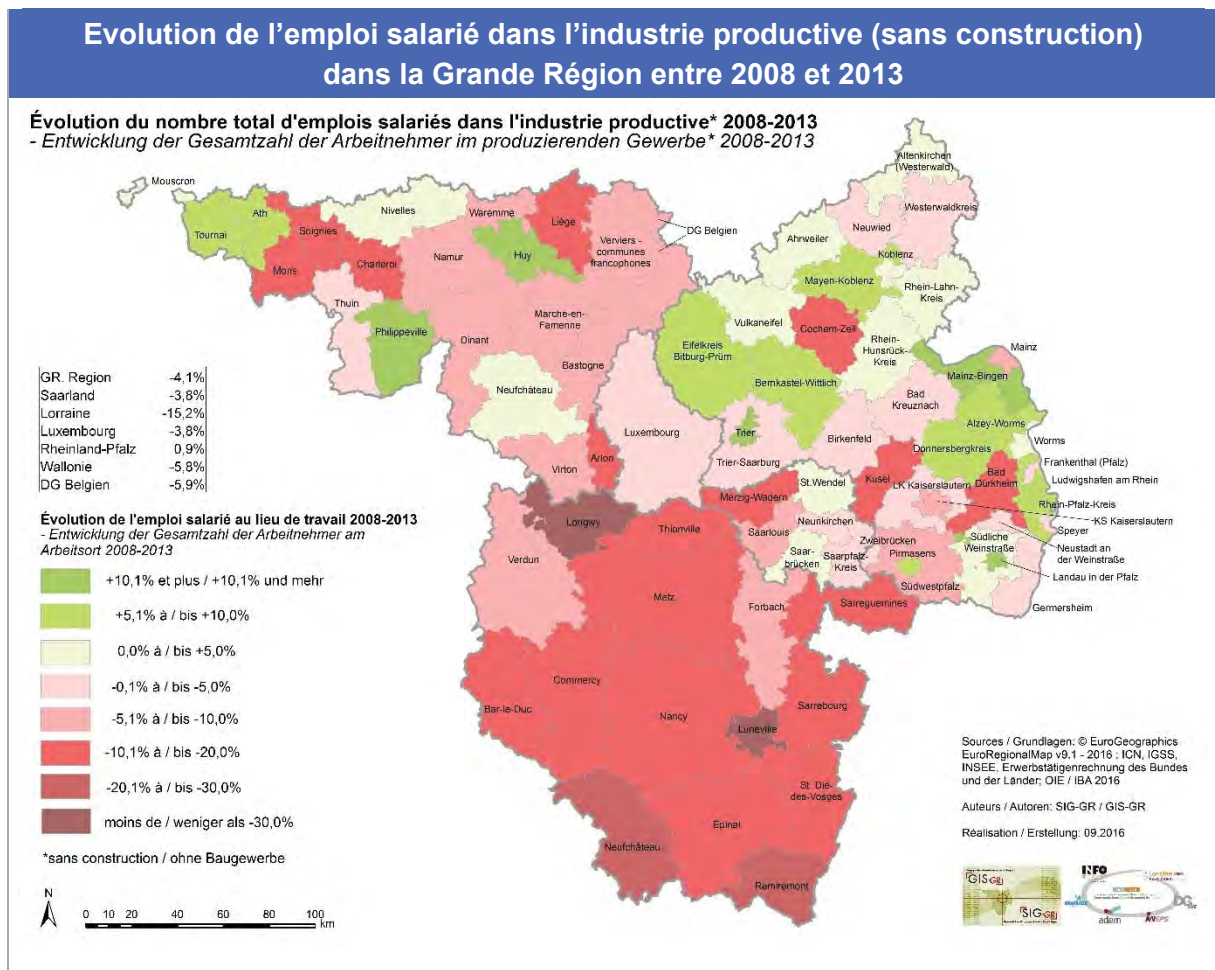 Evolution de l'emploi salarié dans l'industrie productive (sans construction)
dans la Grande Région entre 2008 et 2013
Évolution du nombre total d'emplois salariés dans l'industrie productive* 2008-2013
- Entwicklung der Gesamtzahl der Arbeitnehmer im produzierenden Gewerbe* 2008-2013
Mouscron
Tournai
Ath
Soignies
Mons
Charleroi
Nivelles
Waremme
Liège
Huy
Namur
Verviers -
communes
francophones
DG Belgien
Thuin
Philippeville
Dinant
Marche-en-
Famenne
Bastogne
Neufchâteau
Arlon
Virton
Luxembourg
Altenkirchen
(Westerwald)
Westerwaldkreis
Neuwied
Ahrweiler
Koblenz
Mayen-Koblenz
Rhein-Lahn-
Kreis
Vulkaneifel
Cochem-Zell
Rhein-
Hunsrück-
Kreis
Eifelkreis
Bitburg-Prüm
Bernkastel-Wittlich
Mainz
Mainz-Bingen
Bad
Kreuznach
Alzey-Worms
Trier
Birkenfeld
Donnersbergkreis
Worms
Trier-Saarburg
Frankenthal (Pfalz)
Ludwigshafen am Rhein
St.Wendel
Kusel
LK Kaiserslautern
Bad
Dürkheim
Rhein-Pfalz-Kreis
KS Kaiserslautern
Merzig-Wadern
Speyer
Saarlouis
Neunkirchen
Zweibrücken
Pirmasens
Südliche
Weinstraße
Neustadt an
der Weinstraße
Saar-
brücken
Saarpfalz-
Kreis
Südwestpfalz
Landau in der Pfalz
Germersheim
Longwy
Thionville
Verdun
Metz
Forbach
Sarreguemines
Commercy
Bar-le-Duc
Nancy
Sarrebourg
Luneville
St. Dié-
des-Vosges
Épinal
Neufchâteau
Remiremont
GR. Region -4,1%
Saarland -3,8%
Lorraine -15,2%
Luxembourg -3,8%
Rheinland-Pfalz 0,9%
Wallonie -5,8%
DG Belgien -5,9%
Évolution de l'emploi salarié au lieu de travail 2008-2013
- Entwicklung der Gesamtzahl der Arbeitnehmer am
Arbeitsort 2008-2013
+10,1% et plus / +10,1% und mehr
+5,1% à / bis +10,0%
0,0% à / bis +5,0%
-0,1% à / bis -5,0%
-5,1% à / bis -10,0%
-10,1% à / bis -20,0%
-20,1% à / bis -30,0%
moins de / weniger als -30,0%
*sans construction / ohne Baugewerbe
N
0 10 20 40 60 80 100
km
Sources / Grundlagen: © EuroGeographics
EuroRegionalMap v9.1 - 2016 ; ICN, IGSS,
INSEE, Erwerbstätigenrechnung des Bundes
und der Länder; OIE / IBA 2016
Auteurs / Autoren: SIG-GR / GIS-GR
Réalisation / Erstellung: 09.2016
GIS-GR
SIG-GR
INFO
Lorraine
adem